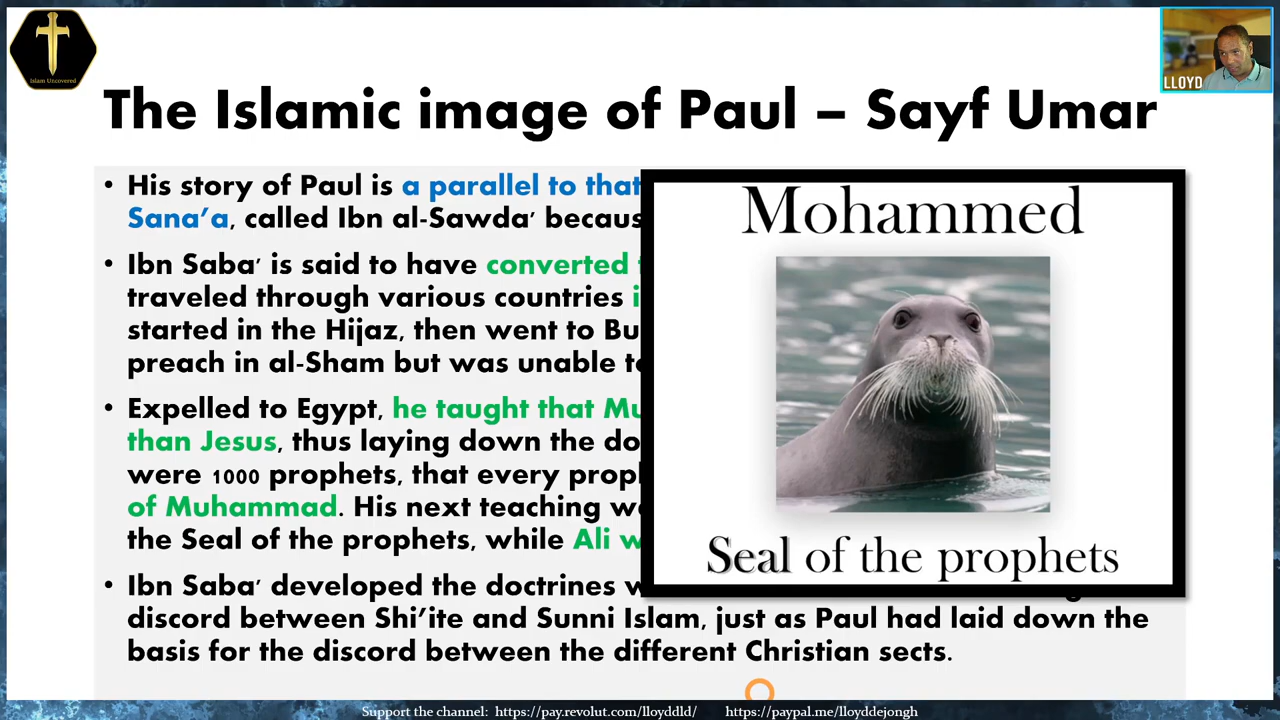 Islam Uncovered
LLOYD
The Islamic image of Paul – Sayf Umar
• His story of Paul is a parallel to that
Sana’a, called Ibn al-Sawda’ becaus
• Ibn Saba’ is said to have converted
traveled through various countries
started in the Hijaz, then went to Bu
preach in al-Sham but was unable
• Expelled to Egypt, he taught that Mu
than Jesus, thus laying down the do
were 1000 prophets, that every prop
of Muhammad. His next teaching
the Seal of the prophets, while Ali
• Ibn Saba’ developed the doctrines
discord between Shi’ite and Sunni Islam, just as Paul had laid down the
basis for the discord between the different Christian sects.
Mohammed
Seal of the prophets
Support the channel: https://pay.revolut.com/lloyddld/ https://paypal.me/lloyddejongh